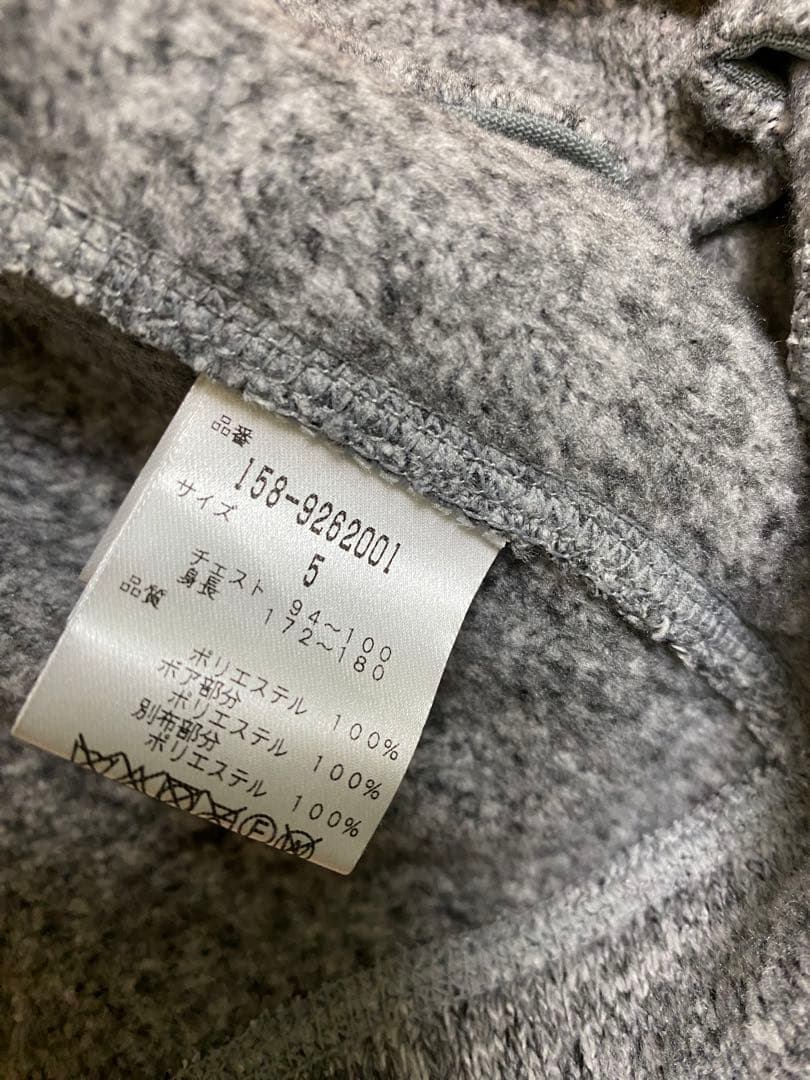 品番
158-9262001
サイズ
5
チェスト 94～100
身長 172～180
品質
ポリエステル 100%
ボア部分
ポリエステル 100%
別布部分
ポリエステル 100%
Ⓕ